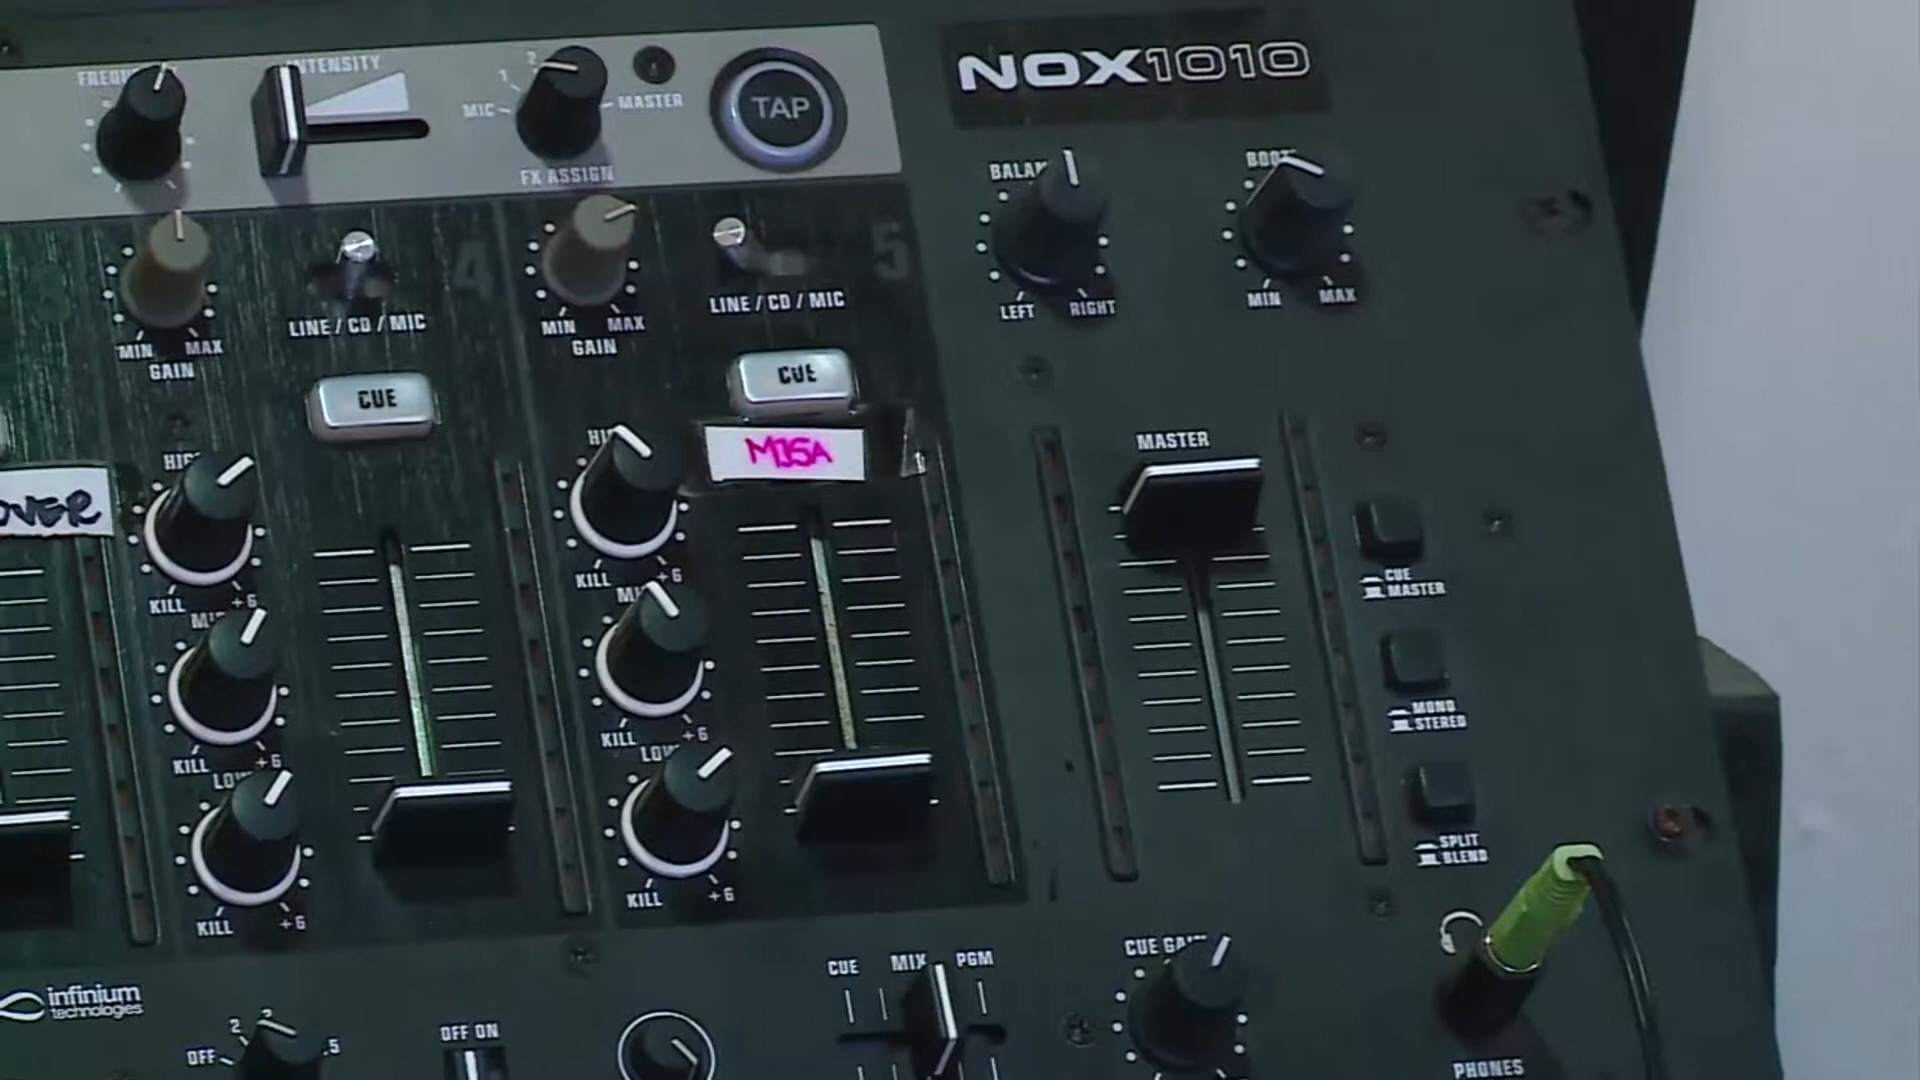 NOX1010
INTENSITY
2
1
MIC
MASTER
TAP
FX ASSIGN
4
5
LEFT
RIGHT
MIN
MAX
LINE / CD / MIC
LINE / CD / MIC
MIN
MAX
GAIN
MIN
MAX
GAIN
CUE
CUE
MISA
MASTER
OVER
KILL
+6
KILL
+6
CUE
MASTER
KILL
+6
KILL
+6
MONO
STEREO
KILL
+6
KILL
+6
SPLIT
BLEND
CUE
MIX
PGM
infinium
technologies
2
OFF
5
OFF ON
PHONES